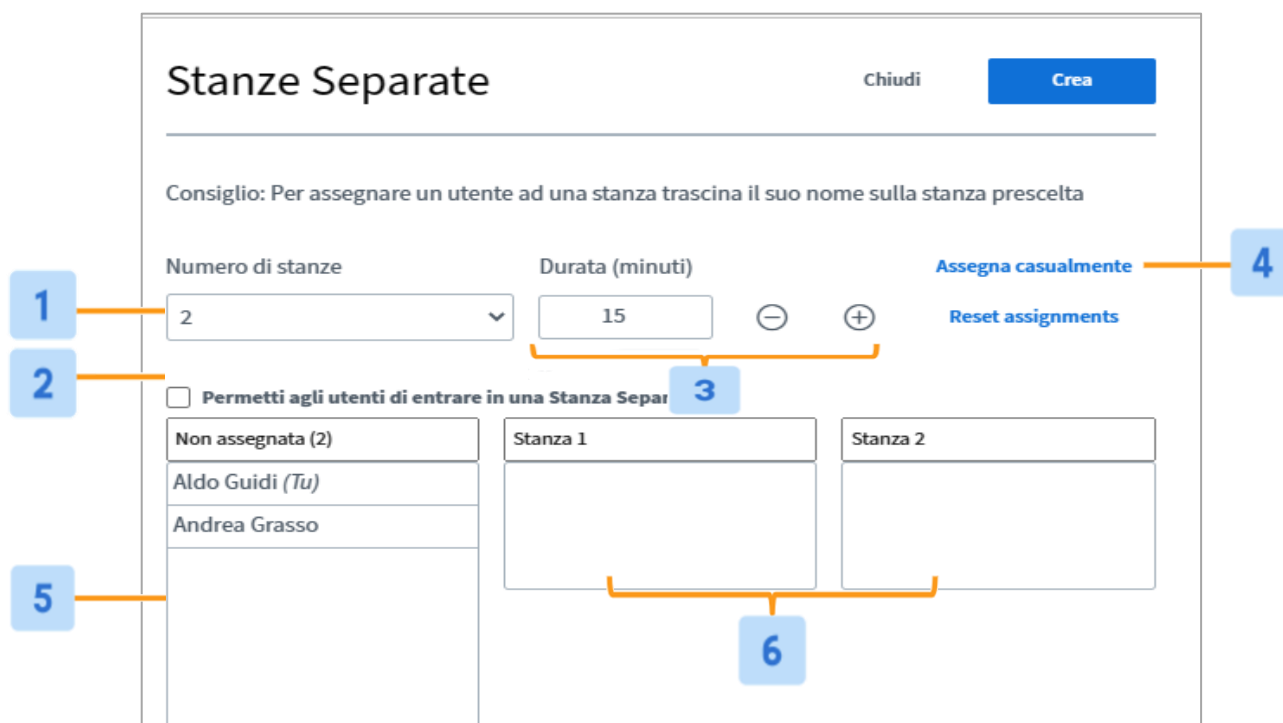 Stanze Separate
Chiudi
Crea
Consiglio: Per assegnare un utente ad una stanza trascina il suo nome sulla stanza prescelta
Numero di stanze
Durata (minuti)
Assegna casualmente
4
1
2
15
Reset assignments
2
3
Permetti agli utenti di entrare in una Stanza Separ
Non assegnata (2)
Stanza 1
Stanza 2
Aldo Guidi (Tu)
Andrea Grasso
5
6